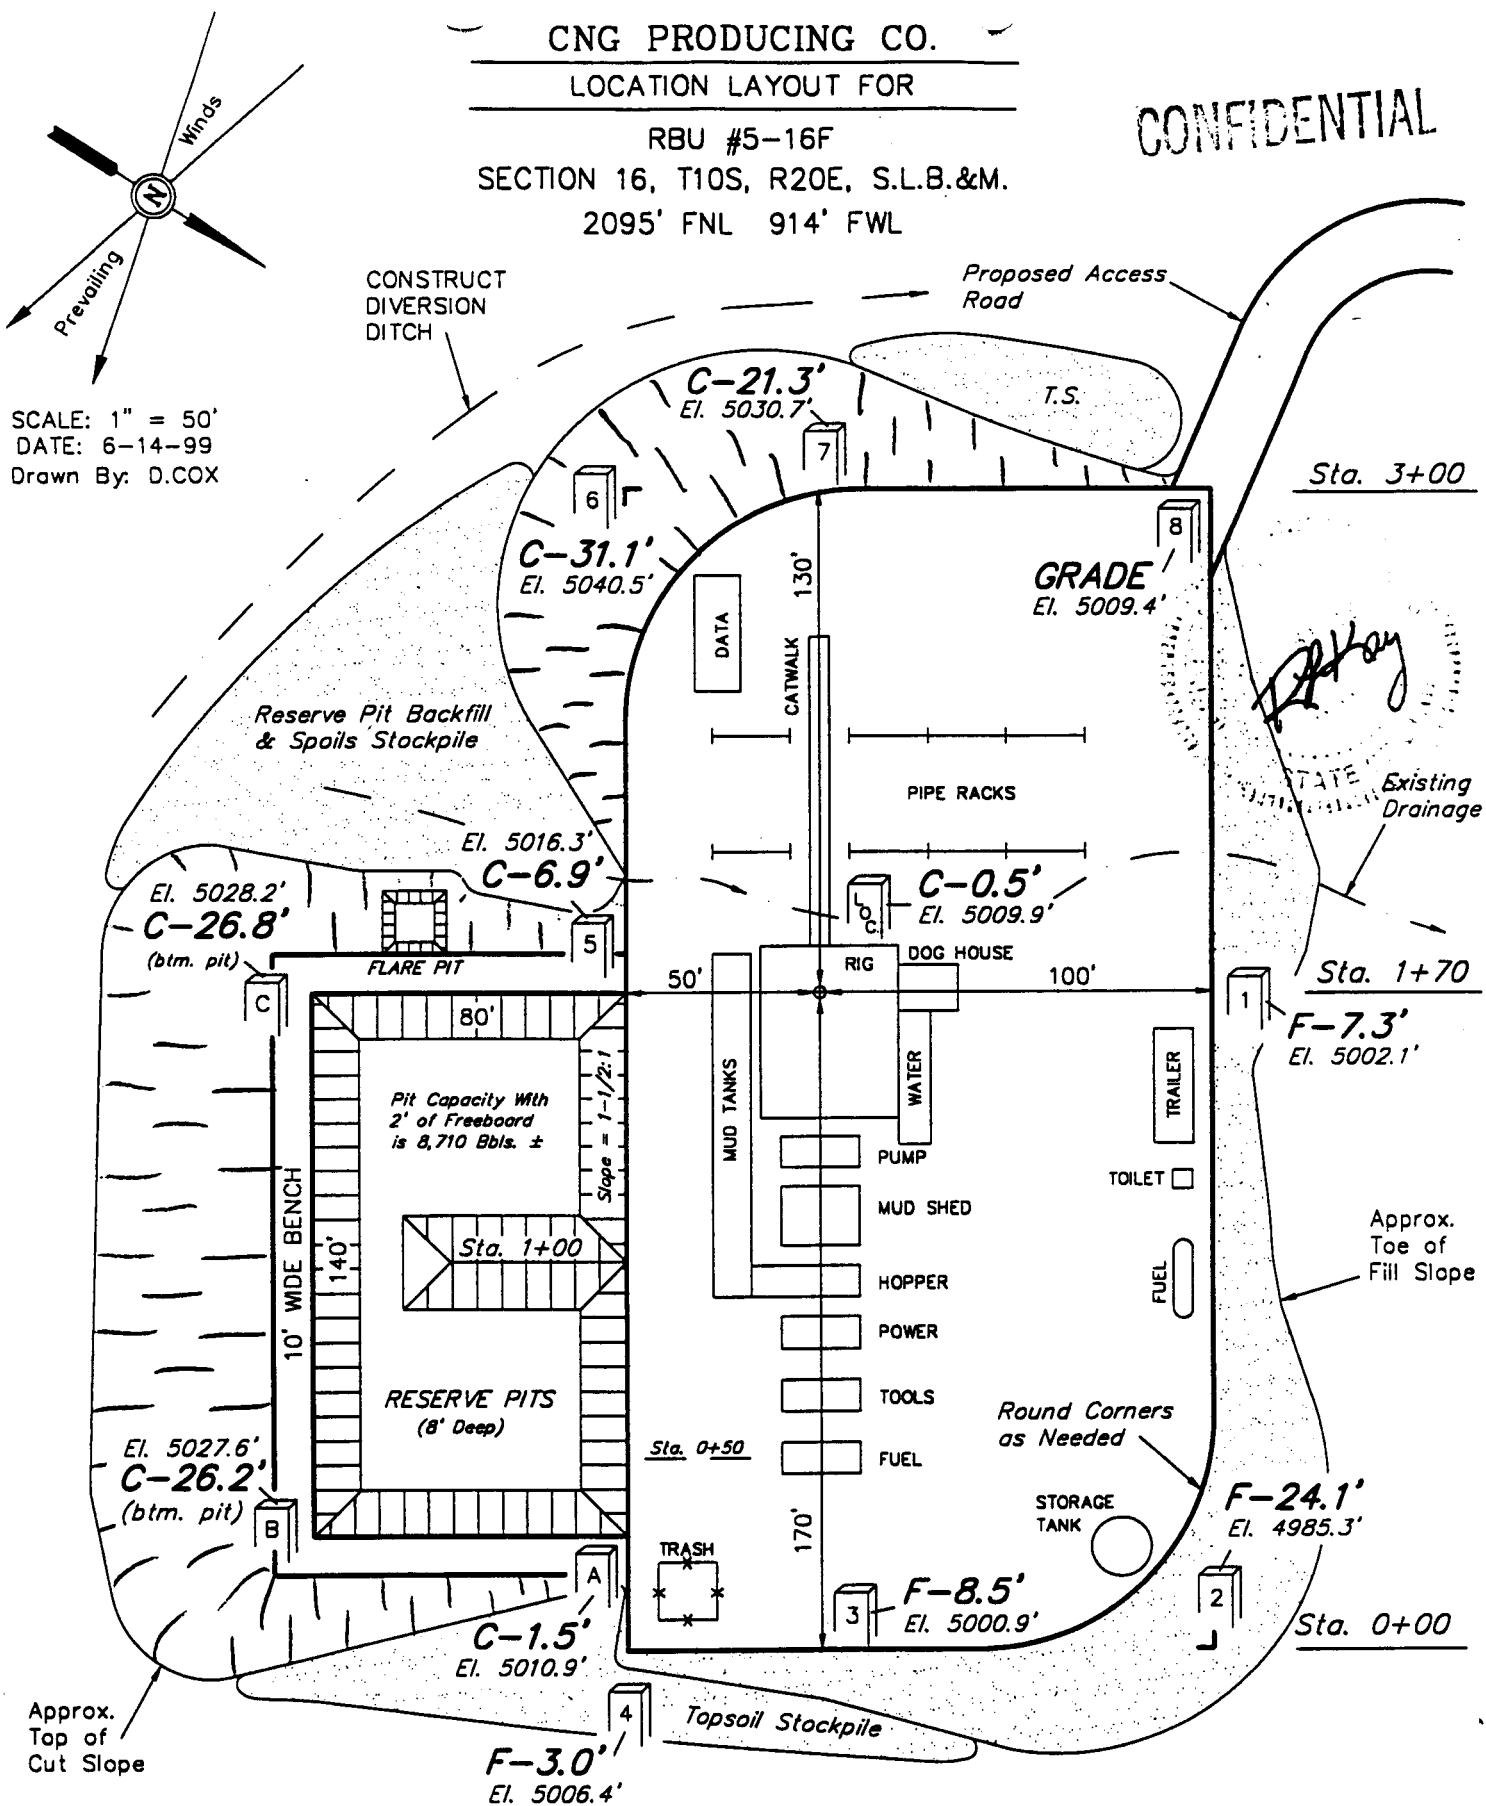 CNG PRODUCING CO.
LOCATION LAYOUT FOR
RBU #5-16F
SECTION 16, T10S, R20E, S.L.B.&M.
2095' FNL 914' FWL
CONFIDENTIAL
Winds
N
Prevailing
SCALE: 1" = 50'
DATE: 6-14-99
Drawn By: D.COX
CONSTRUCT
DIVERSION
DITCH
Proposed Access
Road
T.S.
C-21.3'
El. 5030.7'
7
6
C-31.1'
El. 5040.5'
Sta. 3+00
8
GRADE
El. 5009.4'
130'
DATA
CATWALK
Reserve Pit Backfill
& Spoils Stockpile
PIPE RACKS
STATE
Existing
Drainage
El. 5016.3'
C-6.9'
5
LOC.
C-0.5'
El. 5009.9'
El. 5028.2'
C-26.8'
(btm. pit)
C
FLARE PIT
RIG
DOG HOUSE
50'
100'
Sta. 1+70
1
F-7.3'
El. 5002.1'
80'
Slope = 1-1/2:1
Pit Capacity With
2' of Freeboard
is 8,710 Bbls. ±
MUD TANKS
WATER
TRAILER
PUMP
TOILET
MUD SHED
10' WIDE BENCH
140'
Sta. 1+00
HOPPER
FUEL
Approx.
Toe of
Fill Slope
POWER
RESERVE PITS
(8' Deep)
TOOLS
Round Corners
as Needed
Sta. 0+50
FUEL
El. 5027.6'
C-26.2'
(btm. pit)
B
STORAGE
TANK
F-24.1'
El. 4985.3'
2
170'
TRASH
A
C-1.5'
El. 5010.9'
3
F-8.5'
El. 5000.9'
Sta. 0+00
Approx.
Top of
Cut Slope
4
F-3.0'
El. 5006.4'
Topsoil Stockpile